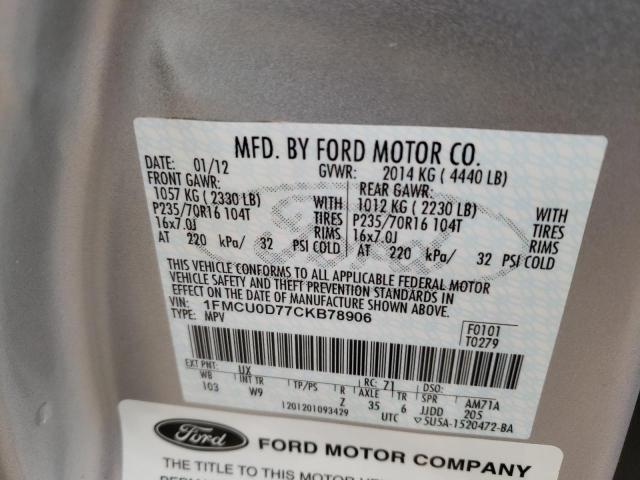 MFD. BY FORD MOTOR CO.
DATE: 01/12 GVWR: 2014 KG ( 4440 LB)
FRONT GAWR: REAR GAWR:
1057 KG ( 2330 LB) WITH 1012 KG ( 2230 LB) WITH
P235/70R16 104T TIRES P235/70R16 104T TIRES
16x7.0J RIMS 16x7.0J RIMS
AT 220 kPa/ 32 PSI COLD AT 220 kPa/ 32 PSI COLD
THIS VEHICLE CONFORMS TO ALL APPLICABLE FEDERAL MOTOR
VEHICLE SAFETY AND THEFT PREVENTION STANDARDS IN
EFFECT ON THE DATE OF MANUFACTURE SHOWN ABOVE.
VIN: 1FMCU0D77CKB78906
TYPE: MPV
F0101
T0279
EXT PNT: UX RC: 71 DSO:
WB INT TR TP/PS R AXLE TR SPR AM71A
103 W9 Z 35 6 JJDD 205
1201201093429 UTC SU5A-1520472-BA
Ford FORD MOTOR COMPANY
THE TITLE TO THIS MOTOR